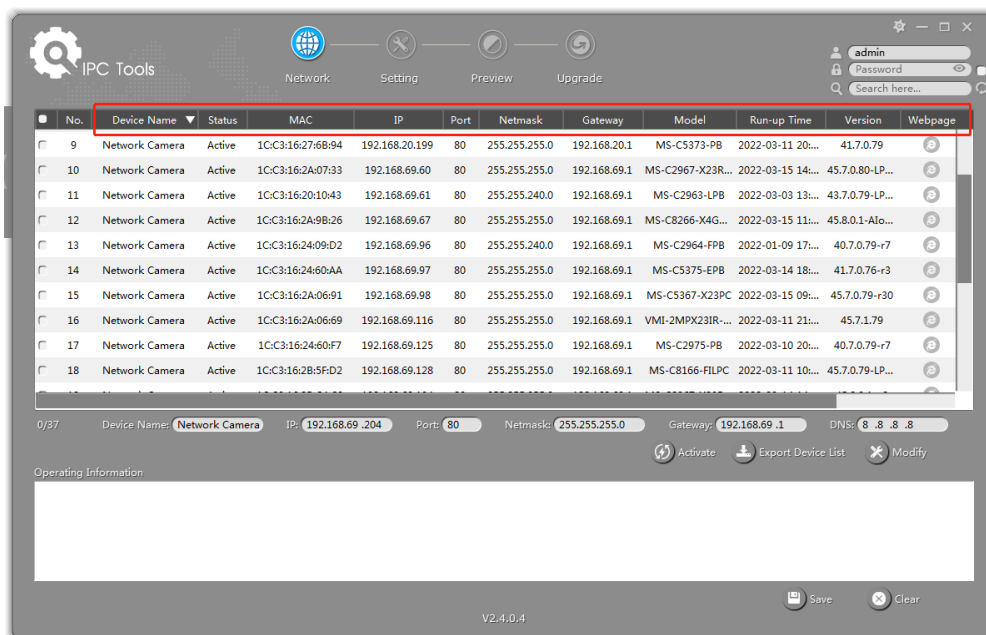 IPC Tools
Network Setting Preview Upgrade
admin
Password
Search here...
No. Device Name ▼ Status MAC IP Port Netmask Gateway Model Run-up Time Version Webpage
9 Network Camera Active 1C:C3:16:27:6B:94 192.168.20.199 80 255.255.255.0 192.168.20.1 MS-C5373-PB 2022-03-11 20:... 41.7.0.79
10 Network Camera Active 1C:C3:16:2A:07:33 192.168.69.60 80 255.255.255.0 192.168.69.1 MS-C2967-X23R... 2022-03-15 14:... 45.7.0.80-LP...
11 Network Camera Active 1C:C3:16:20:10:43 192.168.69.61 80 255.255.240.0 192.168.69.1 MS-C2963-LPB 2022-03-03 13:... 43.7.0.79-LP...
12 Network Camera Active 1C:C3:16:2A:9B:26 192.168.69.67 80 255.255.255.0 192.168.69.1 MS-C8266-X4G... 2022-03-15 11:... 45.8.0.1-AIo...
13 Network Camera Active 1C:C3:16:24:09:D2 192.168.69.96 80 255.255.240.0 192.168.69.1 MS-C2964-FPB 2022-01-09 17:... 40.7.0.79-r7
14 Network Camera Active 1C:C3:16:24:60:AA 192.168.69.97 80 255.255.255.0 192.168.69.1 MS-C5375-EPB 2022-03-14 18:... 41.7.0.76-r3
15 Network Camera Active 1C:C3:16:2A:06:91 192.168.69.98 80 255.255.255.0 192.168.69.1 MS-C5367-X23PC 2022-03-15 09:... 45.7.0.79-r30
16 Network Camera Active 1C:C3:16:2A:06:69 192.168.69.116 80 255.255.255.0 192.168.69.1 VMI-2MPX23IR-... 2022-03-11 21:... 45.7.1.79
17 Network Camera Active 1C:C3:16:24:60:F7 192.168.69.125 80 255.255.255.0 192.168.69.1 MS-C2975-PB 2022-03-10 20:... 40.7.0.79-r7
18 Network Camera Active 1C:C3:16:2B:5F:D2 192.168.69.128 80 255.255.255.0 192.168.69.1 MS-C8166-FILPC 2022-03-11 10:... 45.7.0.79-LP...
0/37 Device Name: Network Camera IP: 192.168.69 .204 Port: 80 Netmask: 255.255.255.0 Gateway: 192.168.69 .1 DNS: 8 .8 .8 .8
Activate Export Device List Modify
Operating Information
Save Clear
V2.4.0.4